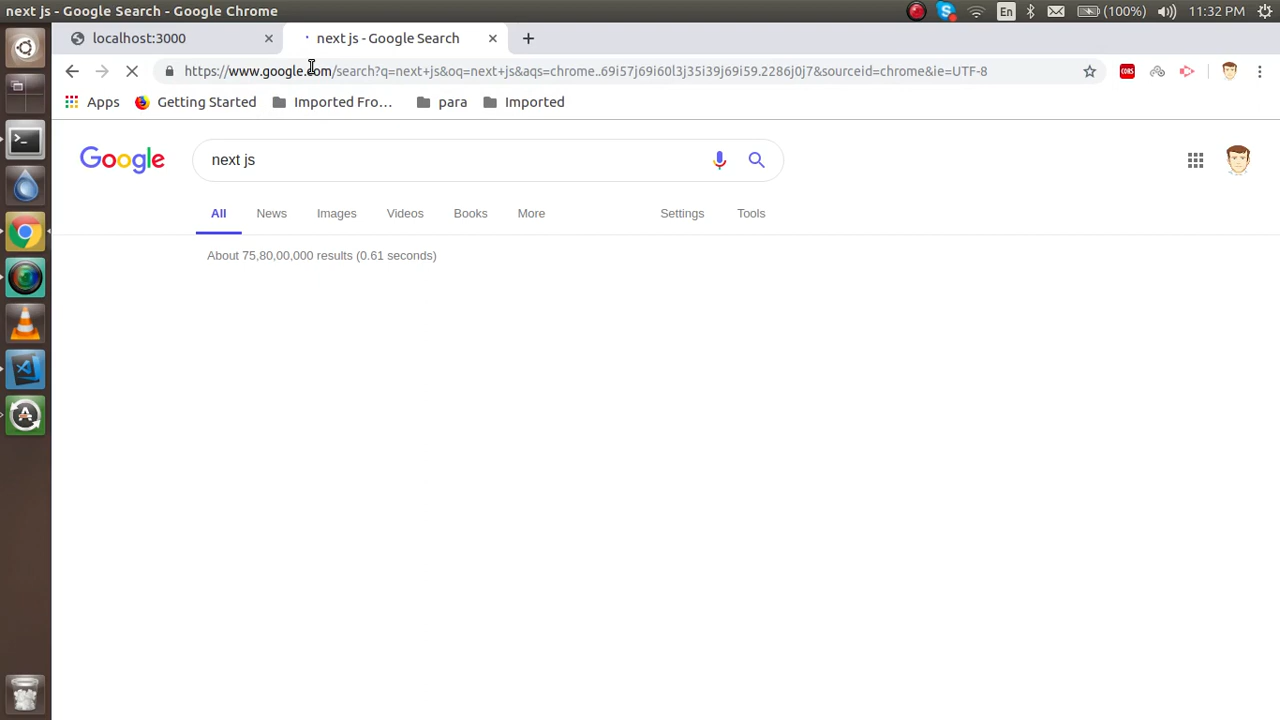 next js - Google Search - Google Chrome
En
(100%)
11:32 PM
localhost:3000
next js - Google Search
https://www.google.com/search?q=next+js&oq=next+js&aqs=chrome..69i57j69i60l3j35i39j69i59.2286j0j7&sourceid=chrome&ie=UTF-8
CORS
Apps
Getting Started
Imported Fro...
para
Imported
Google
next js
All
News
Images
Videos
Books
More
Settings
Tools
About 75,80,00,000 results (0.61 seconds)